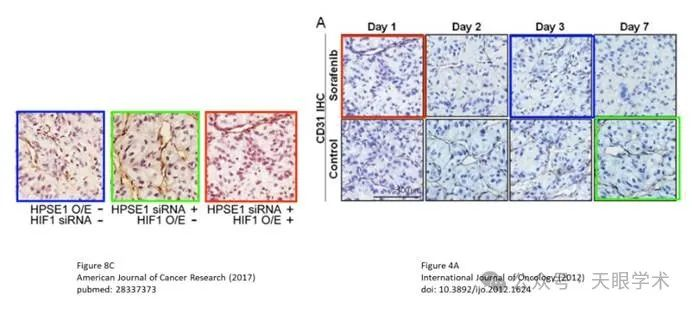 A
Day 1 Day 2 Day 3 Day 7
CD31 IHC
Sorafenib
Control
HPSE1 O/E -
HIF1 siRNA -
HPSE1 siRNA +
HIF1 O/E -
HPSE1 siRNA +
HIF1 O/E +
Figure 8C
American Journal of Cancer Research (2017)
pubmed: 28337373
Figure 4A
International Journal of Oncology (2012)
doi: 10.3892/ijo.2012.1624
公众号 · 天眼学术